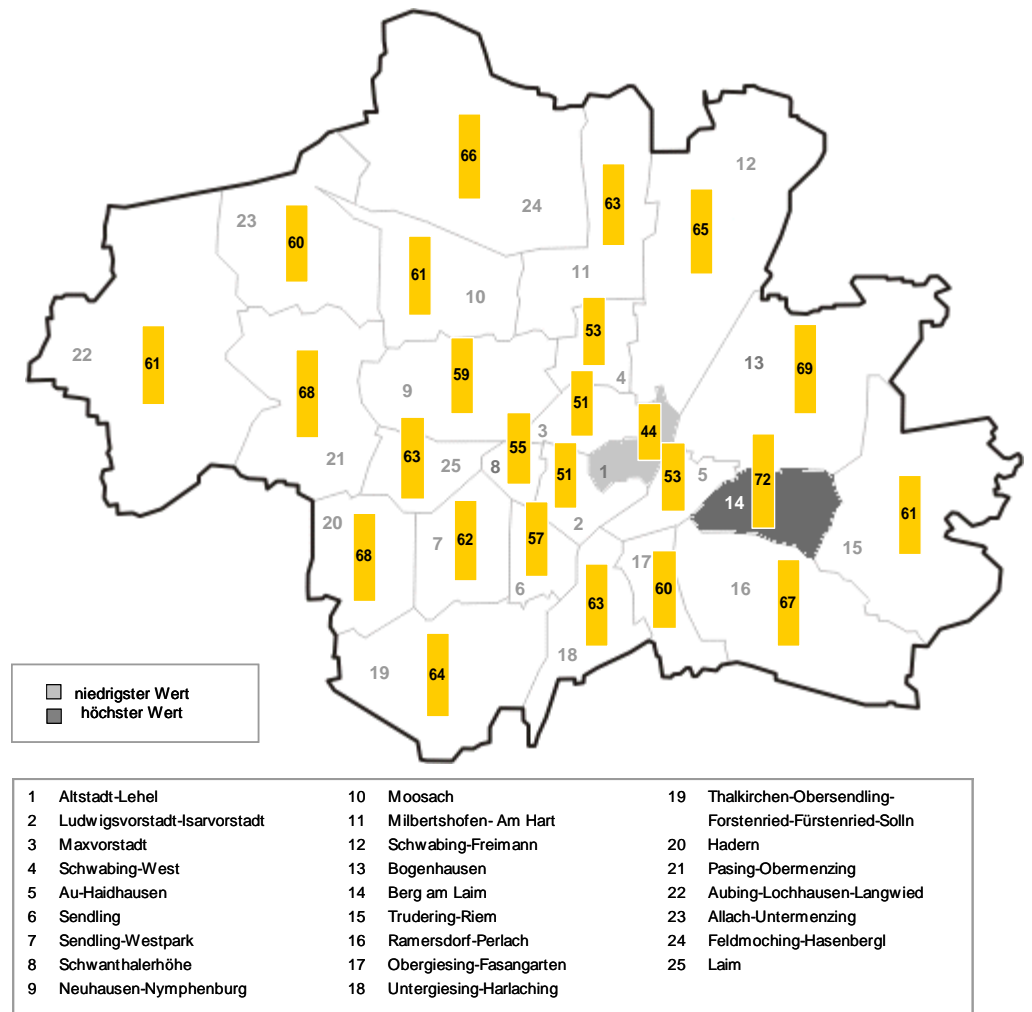 12
66
63
24
65
23
60
61
11
10
53
22
61
68
59
13
69
9
4
51
3
44
63
55
21
25
8
51
1
53
5
72
14
61
20
68
7
62
57
2
6
15
17
60
16
67
63
18
19
64
niedrigster Wert
höchster Wert
1 Altstadt-Lehel
2 Ludwigsvorstadt-Isarvorstadt
3 Maxvorstadt
4 Schwabing-West
5 Au-Haidhausen
6 Sendling
7 Sendling-Westpark
8 Schwanthalerhöhe
9 Neuhausen-Nymphenburg
10 Moosach
11 Milbertshofen- Am Hart
12 Schwabing-Freimann
13 Bogenhausen
14 Berg am Laim
15 Trudering-Riem
16 Ramersdorf-Perlach
17 Obergiesing-Fasangarten
18 Untergiesing-Harlaching
19 Thalkirchen-Obersendling-
Forstenried-Fürstenried-Solln
20 Hadern
21 Pasing-Obermenzing
22 Aubing-Lochhausen-Langwied
23 Allach-Untermenzing
24 Feldmoching-Hasenbergl
25 Laim